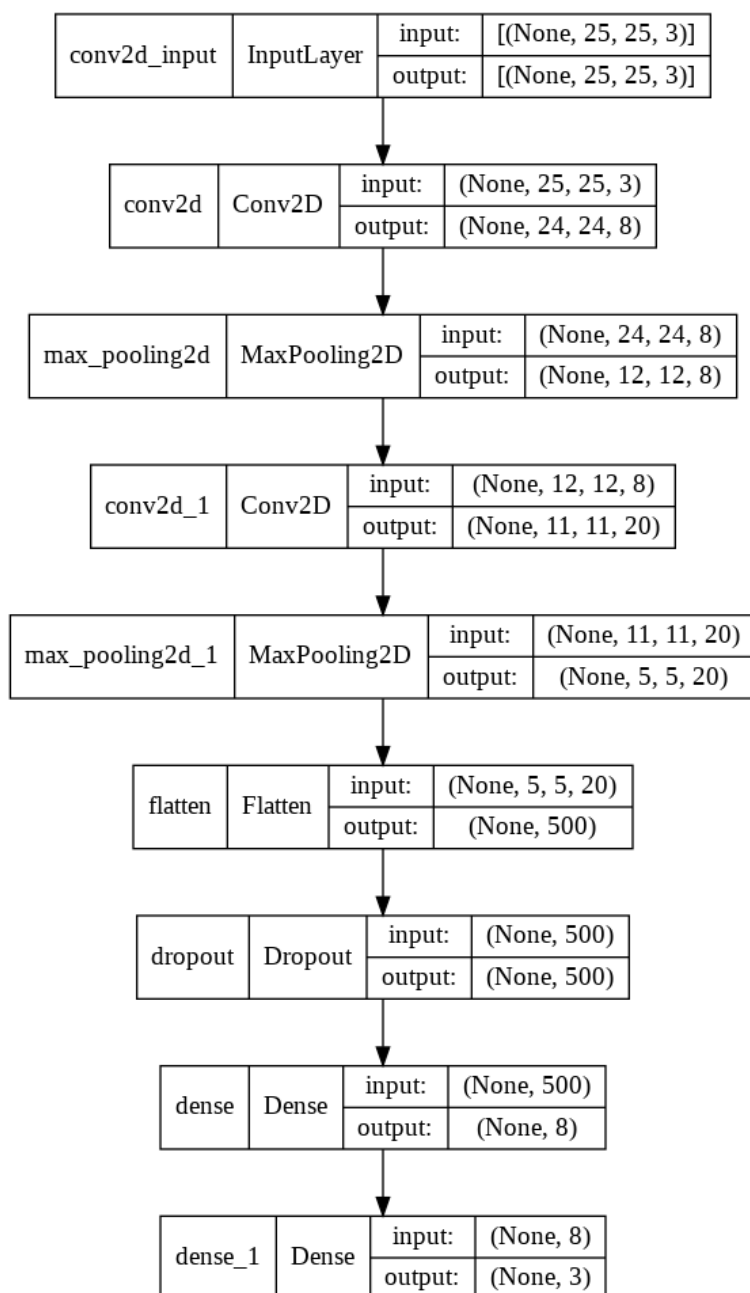 conv2d_input InputLayer input: [(None, 25, 25, 3)]
output: [(None, 25, 25, 3)]
conv2d Conv2D input: (None, 25, 25, 3)
output: (None, 24, 24, 8)
max_pooling2d MaxPooling2D input: (None, 24, 24, 8)
output: (None, 12, 12, 8)
conv2d_1 Conv2D input: (None, 12, 12, 8)
output: (None, 11, 11, 20)
max_pooling2d_1 MaxPooling2D input: (None, 11, 11, 20)
output: (None, 5, 5, 20)
flatten Flatten input: (None, 5, 5, 20)
output: (None, 500)
dropout Dropout input: (None, 500)
output: (None, 500)
dense Dense input: (None, 500)
output: (None, 8)
dense_1 Dense input: (None, 8)
output: (None, 3)